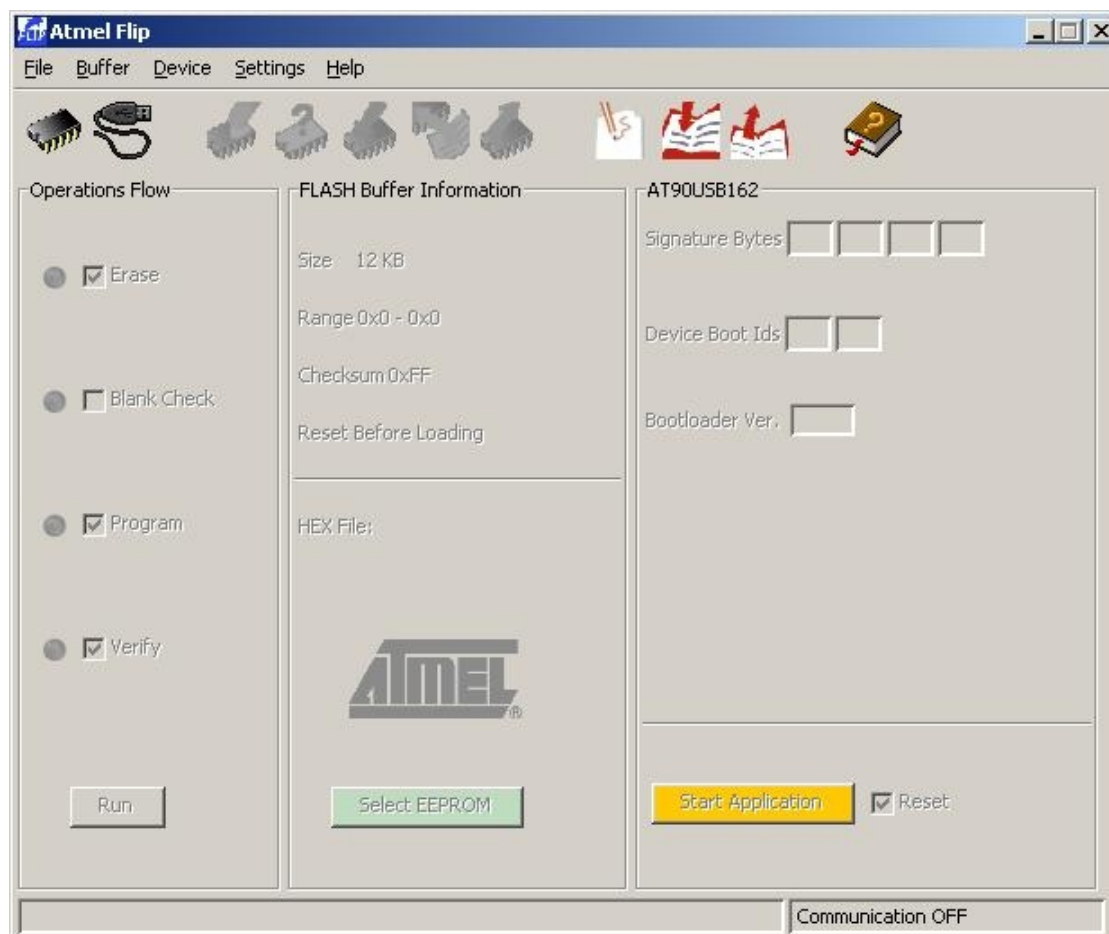 Atmel Flip
File Buffer Device Settings Help
Operations Flow
Erase
Blank Check
Program
Verify
Run
FLASH Buffer Information
Size 12 KB
Range 0x0 - 0x0
Checksum 0xFF
Reset Before Loading
HEX File:
ATMEL
®
Select EEPROM
AT90USB162
Signature Bytes
Device Boot Ids
Bootloader Ver.
Start Application
Reset
Communication OFF